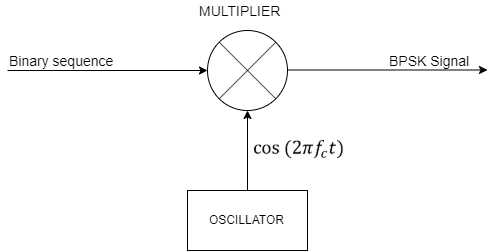 MULTIPLIER
Binary sequence
BPSK Signal
cos (2πf_c t)
OSCILLATOR